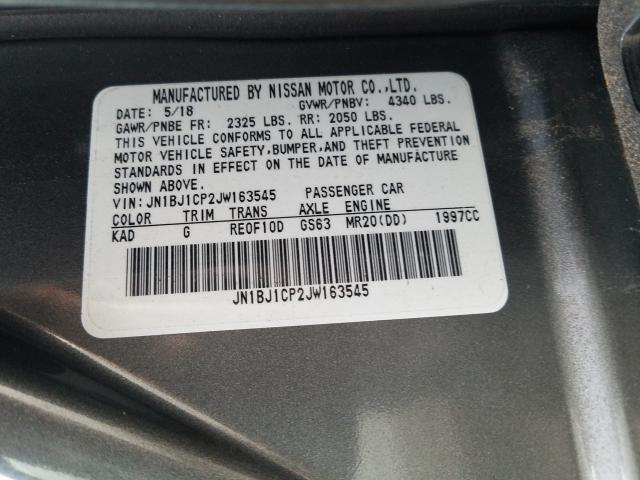 MANUFACTURED BY NISSAN MOTOR CO.,LTD.
DATE: 5/18 GVWR/PNBV: 4340 LBS.
GAWR/PNBE FR: 2325 LBS. RR: 2050 LBS.
THIS VEHICLE CONFORMS TO ALL APPLICABLE FEDERAL
MOTOR VEHICLE SAFETY,BUMPER,AND THEFT PREVENTION
STANDARDS IN EFFECT ON THE DATE OF MANUFACTURE
SHOWN ABOVE.
VIN:JN1BJ1CP2JW163545 PASSENGER CAR
COLOR TRIM TRANS AXLE ENGINE
KAD G RE0F10D GS63 MR20(DD) 1997CC
JN1BJ1CP2JW163545